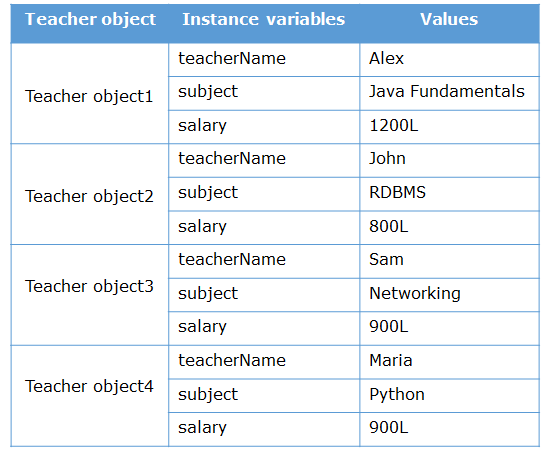 Teacher object Instance variables Values
Teacher object1
teacherName Alex
subject Java Fundamentals
salary 1200L
Teacher object2
teacherName John
subject RDBMS
salary 800L
Teacher object3
teacherName Sam
subject Networking
salary 900L
Teacher object4
teacherName Maria
subject Python
salary 900L